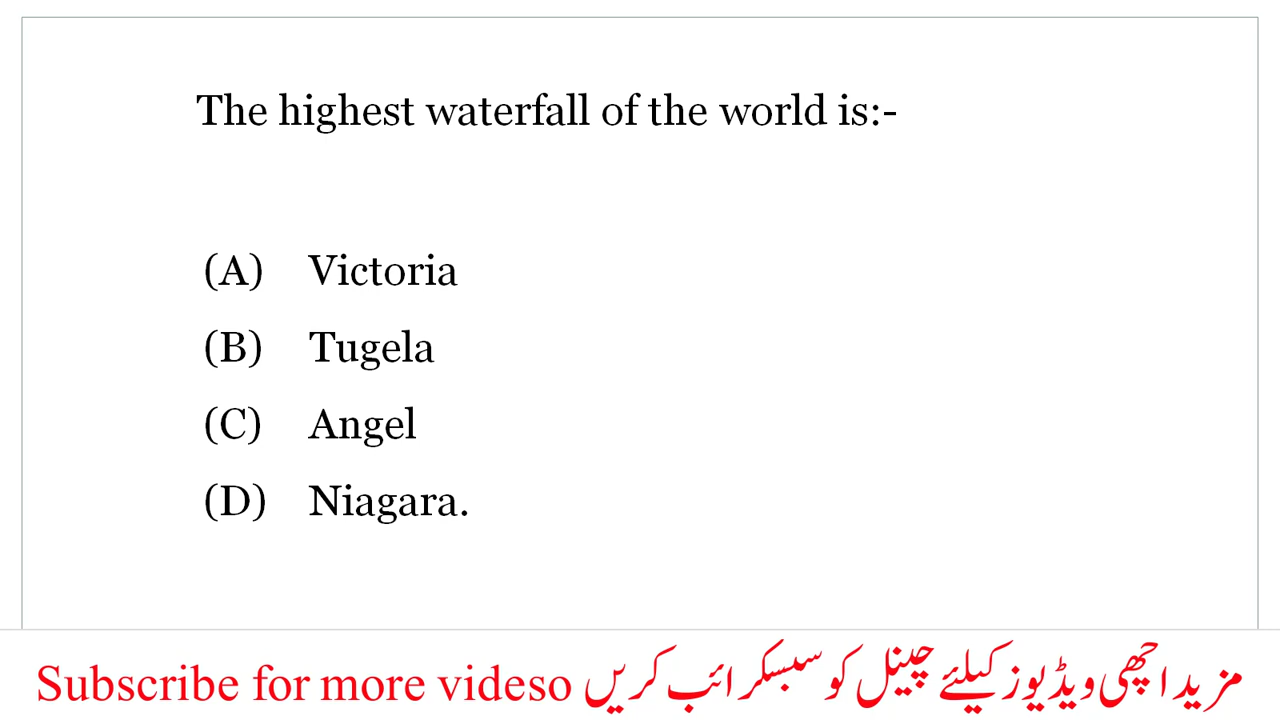 The highest waterfall of the world is:-
(A) Victoria
(B) Tugela
(C) Angel
(D) Niagara.
Subscribe for more videso مزید اچھی ویڈیوز کیلئے چینل کو سبسکرائب کریں